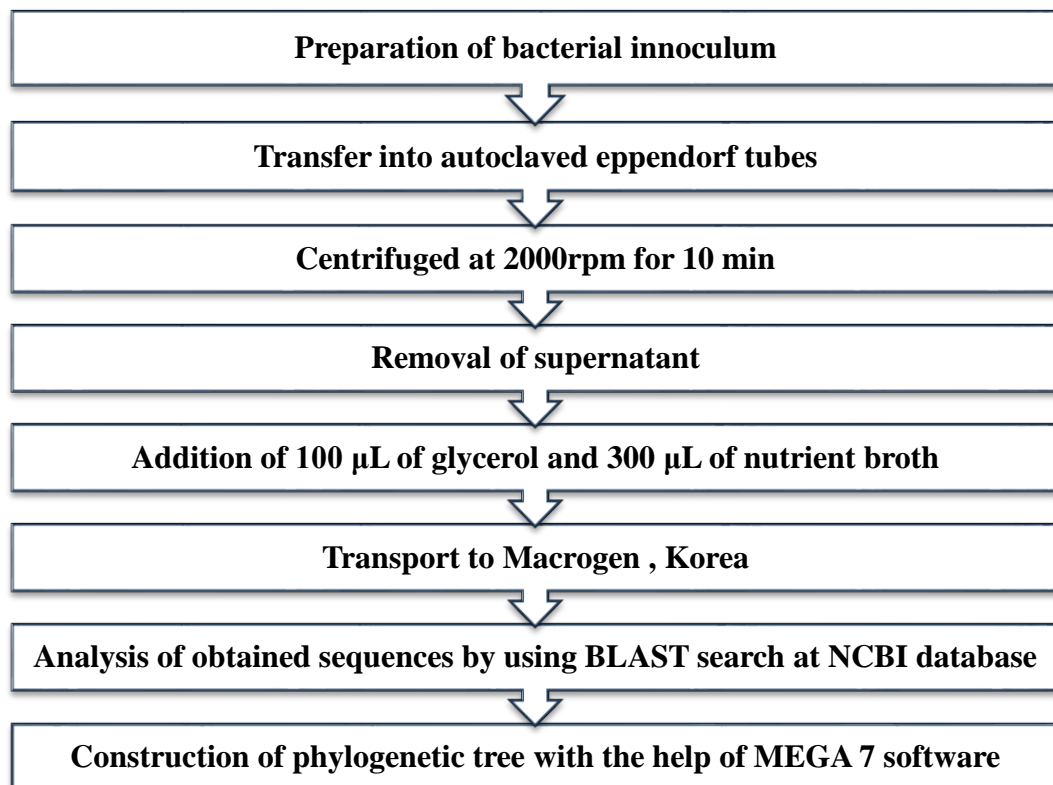 Preparation of bacterial innoculum
Transfer into autoclaved eppendorf tubes
Centrifuged at 2000rpm for 10 min
Removal of supernatant
Addition of 100 µL of glycerol and 300 µL of nutrient broth
Transport to Macrogen , Korea
Analysis of obtained sequences by using BLAST search at NCBI database
Construction of phylogenetic tree with the help of MEGA 7 software